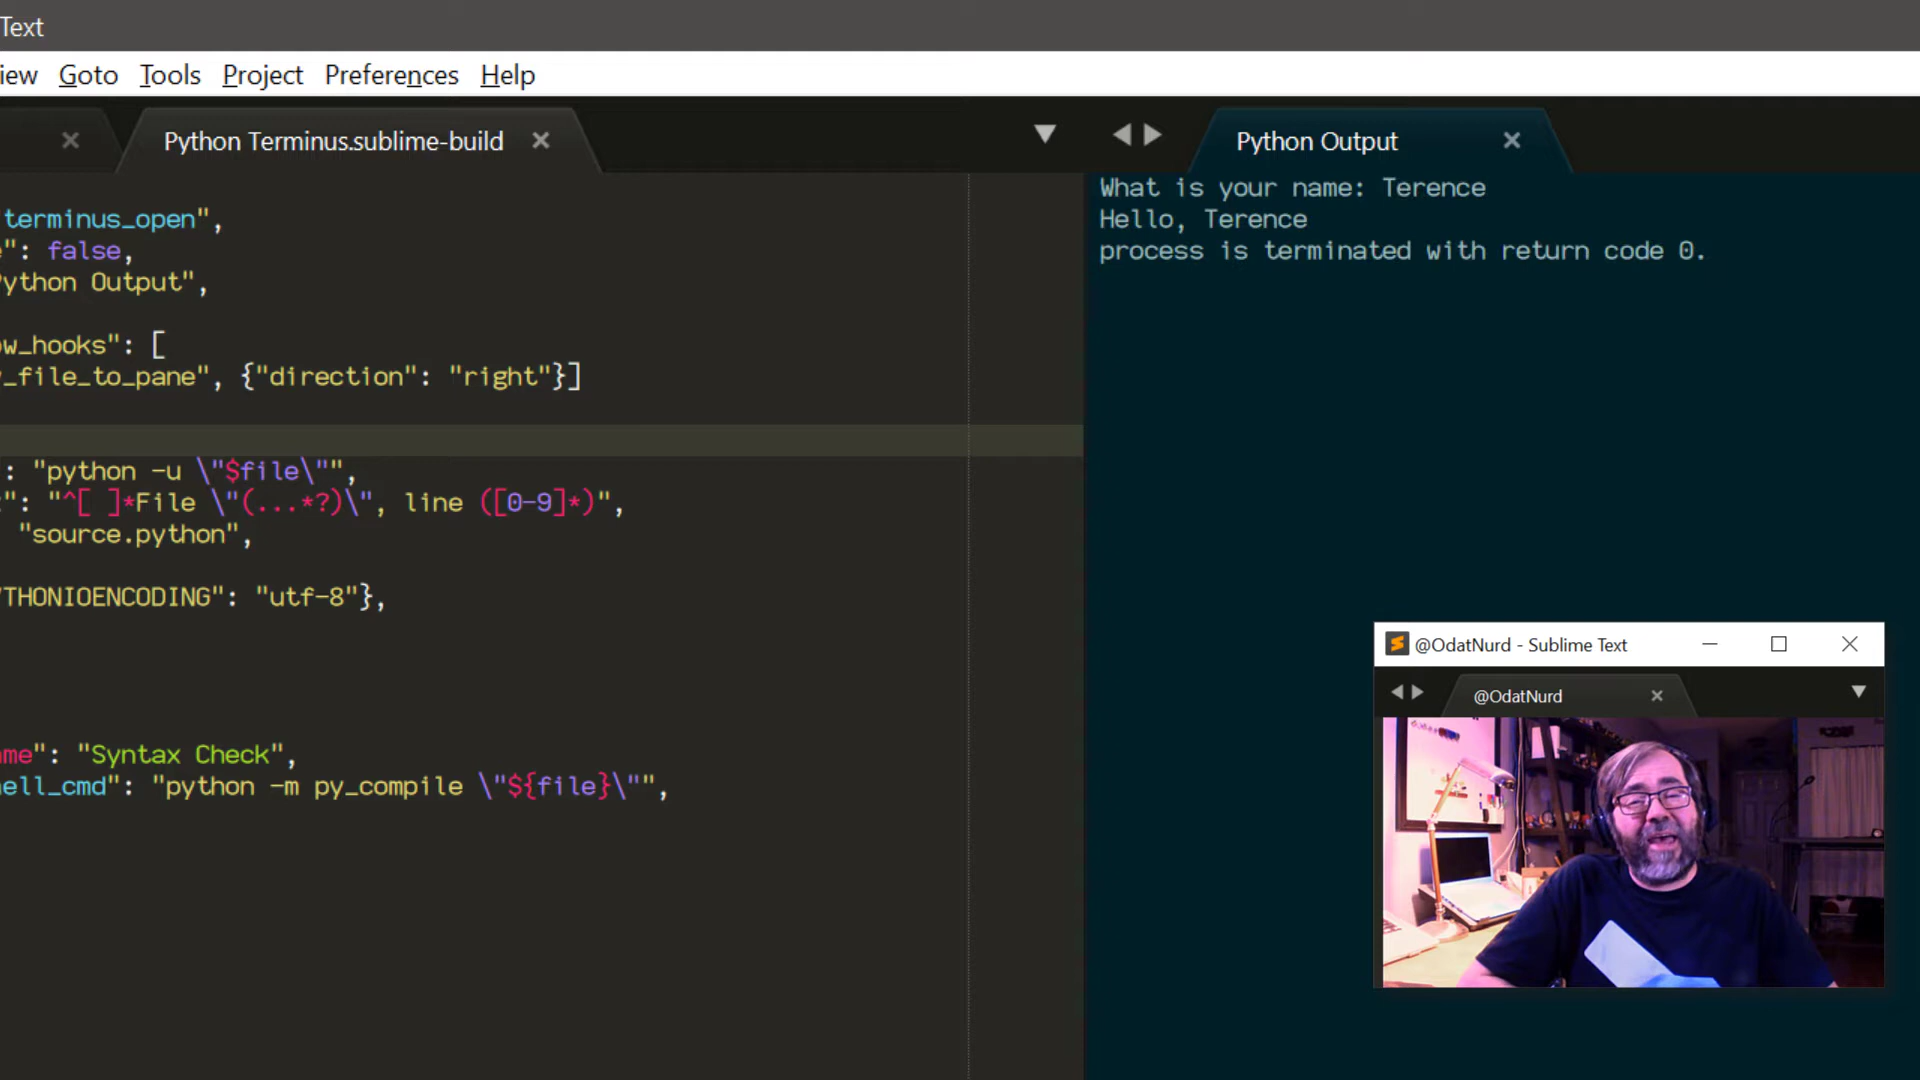 Text
iew Goto Tools Project Preferences Help
Python Terminus.sublime-build
terminus_open",
e": false,
ython Output",
ow_hooks": [
_file_to_pane", {"direction": "right"}]
: "python -u \"$file\"",
": "^[ ]*File \"(...*?)\", line ([0-9]*)",
"source.python",
THONIOENCODING": "utf-8"},
ame": "Syntax Check",
ell_cmd": "python -m py_compile \"${file}\"",
Python Output
What is your name: Terence
Hello, Terence
process is terminated with return code 0.
@OdatNurd - Sublime Text
@OdatNurd